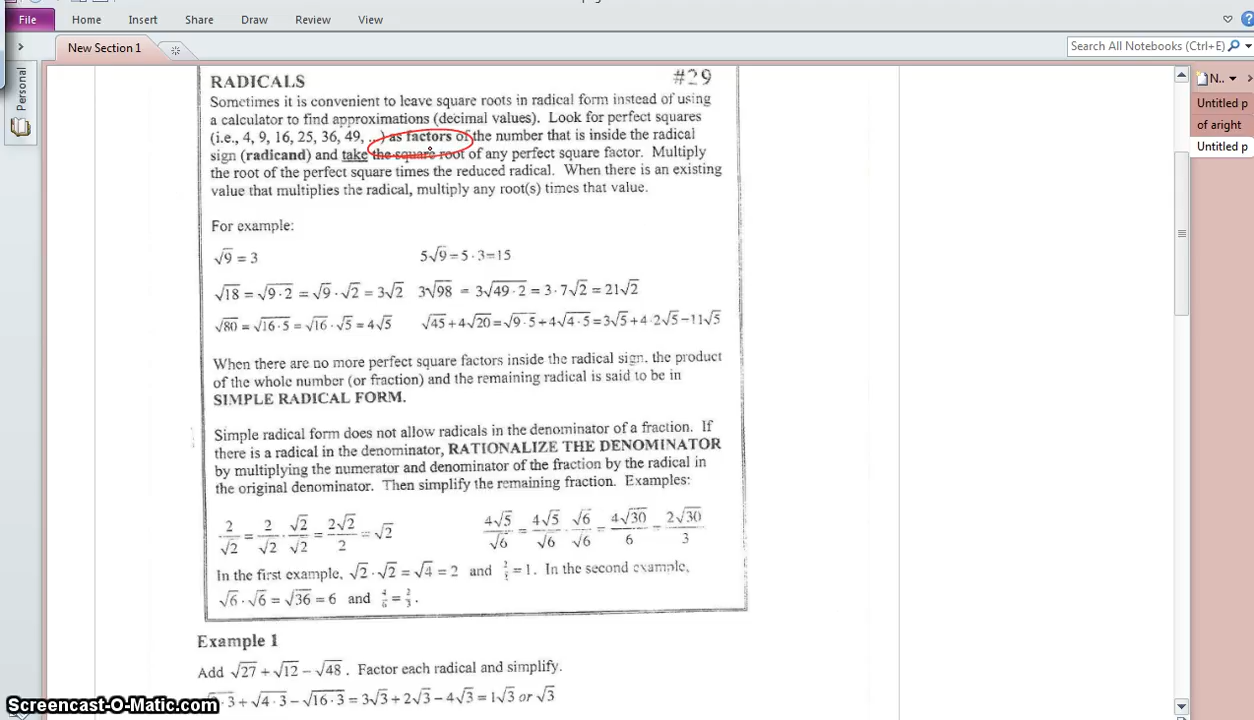 File Home Insert Share Draw Review View
New Section 1
Search All Notebooks (Ctrl+E)
Personal
N..
Untitled p
of aright
Untitled p
RADICALS #29
Sometimes it is convenient to leave square roots in radical form instead of using
a calculator to find approximations (decimal values). Look for perfect squares
(i.e., 4, 9, 16, 25, 36, 49, ...) as factors of the number that is inside the radical
sign (radicand) and take the square root of any perfect square factor. Multiply
the root of the perfect square times the reduced radical. When there is an existing
value that multiplies the radical, multiply any root(s) times that value.
For example:
√9 = 3 5√9 = 5 · 3 = 15
√18 = √9·2 = √9 · √2 = 3√2 3√98 = 3√49·2 = 3·7√2 = 21√2
√80 = √16·5 = √16 · √5 = 4√5 √45 + 4√20 = √9·5 + 4√4·5 = 3√5 + 4·2√5 − 11√5
When there are no more perfect square factors inside the radical sign, the product
of the whole number (or fraction) and the remaining radical is said to be in
SIMPLE RADICAL FORM.
Simple radical form does not allow radicals in the denominator of a fraction. If
there is a radical in the denominator, RATIONALIZE THE DENOMINATOR
by multiplying the numerator and denominator of the fraction by the radical in
the original denominator. Then simplify the remaining fraction. Examples:
2/√2 = 2/√2 · √2/√2 = 2√2/2 = √2 4√5/√6 = 4√5/√6 · √6/√6 = 4√30/6 = 2√30/3
In the first example, √2 · √2 = √4 = 2 and = 1. In the second example,
√6 · √6 = √36 = 6 and 4/6 = 2/3.
Example 1
Add √27 + √12 − √48. Factor each radical and simplify.
·3 + √4·3 − √16·3 = 3√3 + 2√3 − 4√3 = 1√3 or √3
Screencast-O-Matic.com